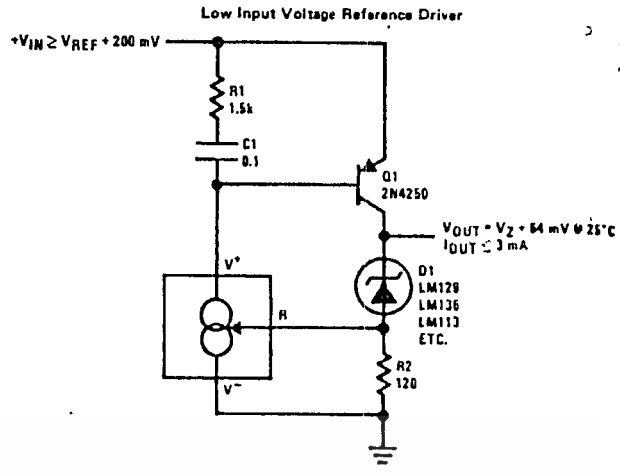 Low Input Voltage Reference Driver
+VIN ≥ VREF + 200 mV
R1
1.5k
C1
0.1
Q1
2N4250
VOUT = VZ + 64 mV @ 25°C
IOUT ≤ 3 mA
D1
LM129
LM136
LM113
ETC.
V+
R
V−
R2
120